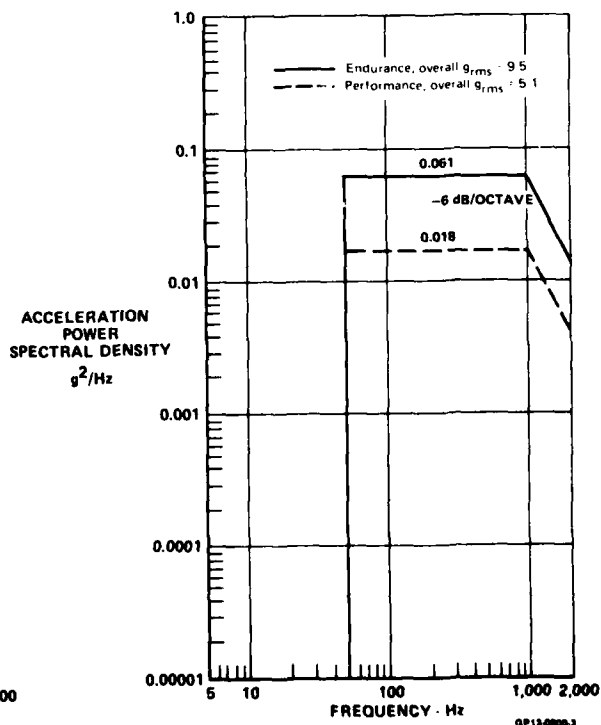 1.0
Endurance, overall grms = 9.5
Performance, overall grms = 5.1
0.1
0.061
-6 dB/OCTAVE
0.018
0.01
ACCELERATION
POWER
SPECTRAL DENSITY
g²/Hz
0.001
0.0001
0.00001
5 10 100 1,000 2,000
00
FREQUENCY - Hz